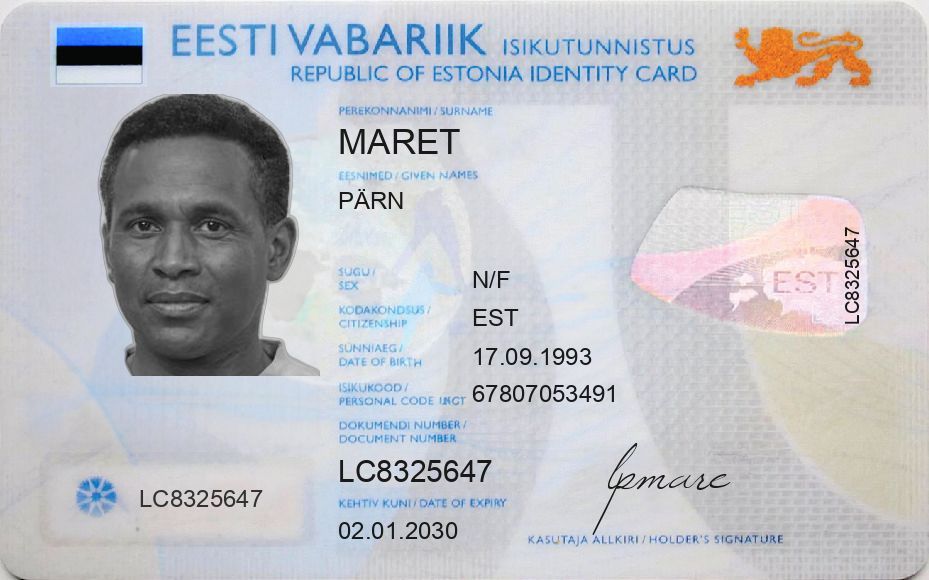 EESTI VABARIIK ISIKUTUNNISTUS
REPUBLIC OF ESTONIA IDENTITY CARD
PEREKONNANIMI / SURNAME
MARET
EESNIMED / GIVEN NAMES
PÄRN
SUGU /
SEX
N/F
KODAKONDSUS /
CITIZENSHIP
EST
SÜNNIAEG /
DATE OF BIRTH
17.09.1993
ISIKUKOOD /
PERSONAL CODE
67807053491
DOKUMENDI NUMBER /
DOCUMENT NUMBER
LC8325647
KEHTIV KUNI / DATE OF EXPIRY
02.01.2030
LC8325647
EST
LC8325647
lpmare
KASUTAJA ALLKIRI / HOLDER'S SIGNATURE